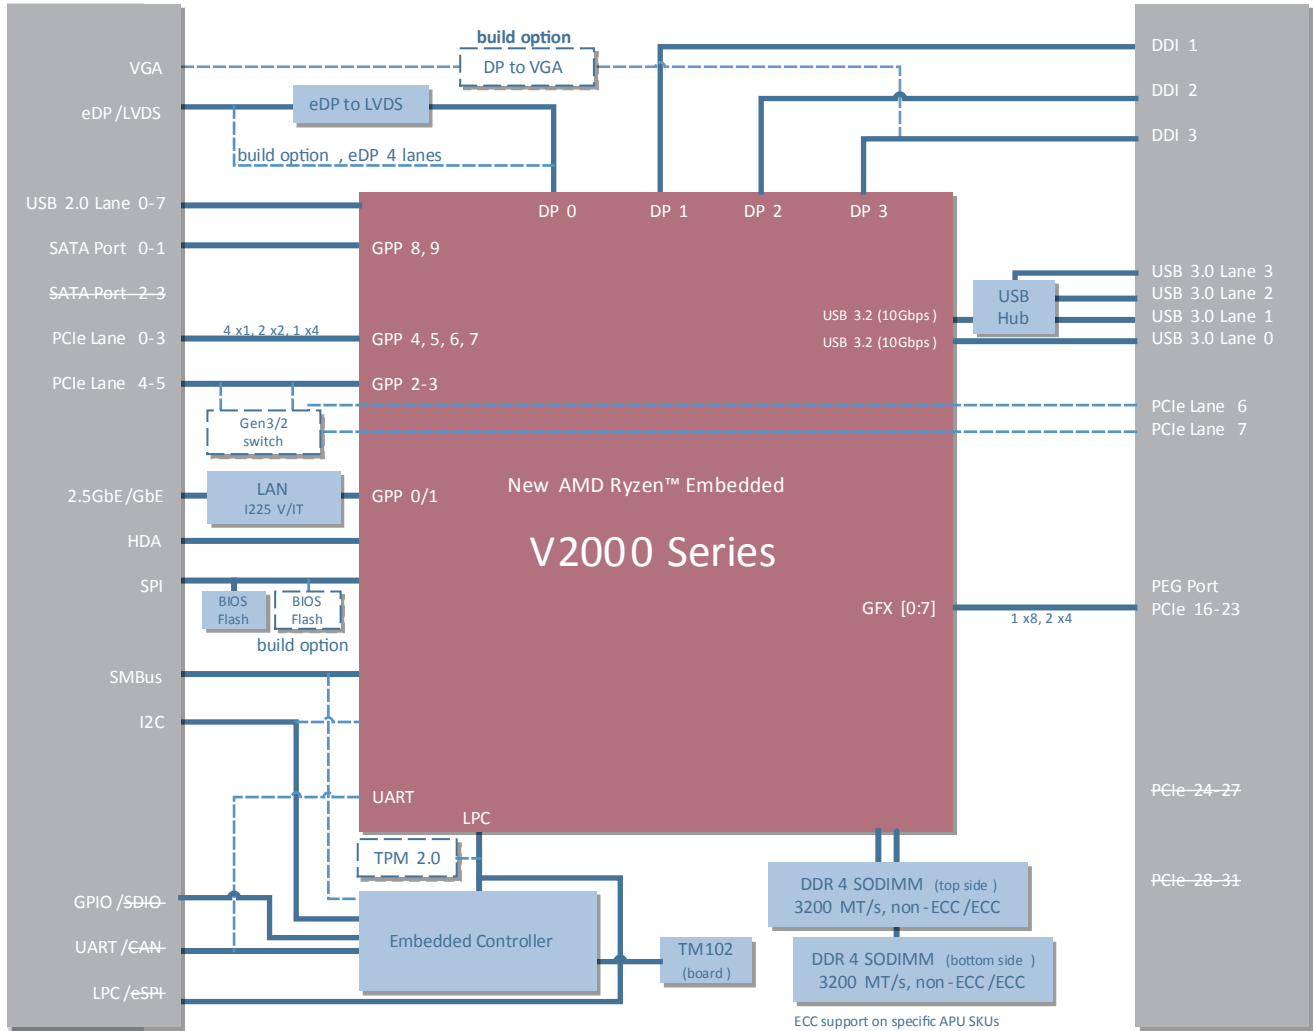 build option
VGA
DP to VGA
eDP/LVDS
eDP to LVDS
build option , eDP 4 lanes
DDI 1
DDI 2
DDI 3
USB 2.0 Lane 0-7
SATA Port 0-1
SATA Port 2-3
PCIe Lane 0-3
4 x1, 2 x2, 1 x4
PCIe Lane 4-5
Gen3/2
switch
2.5GbE/GbE
LAN
I225 V/IT
HDA
SPI
BIOS
Flash
BIOS
Flash
build option
SMBus
I2C
DP 0
DP 1
DP 2
DP 3
GPP 8, 9
GPP 4, 5, 6, 7
GPP 2-3
GPP 0/1
USB 3.2 (10Gbps)
USB 3.2 (10Gbps)
New AMD Ryzen™ Embedded
V2000 Series
GFX [0:7]
UART
LPC
USB
Hub
USB 3.0 Lane 3
USB 3.0 Lane 2
USB 3.0 Lane 1
USB 3.0 Lane 0
PCIe Lane 6
PCIe Lane 7
PEG Port
PCIe 16-23
1 x8, 2 x4
PCIe 24-27
PCIe 28-31
TPM 2.0
GPIO/SDIO
UART/CAN
LPC/eSPI
Embedded Controller
TM102
(board)
DDR 4 SODIMM (top side)
3200 MT/s, non-ECC/ECC
DDR 4 SODIMM (bottom side)
3200 MT/s, non-ECC/ECC
ECC support on specific APU SKUs